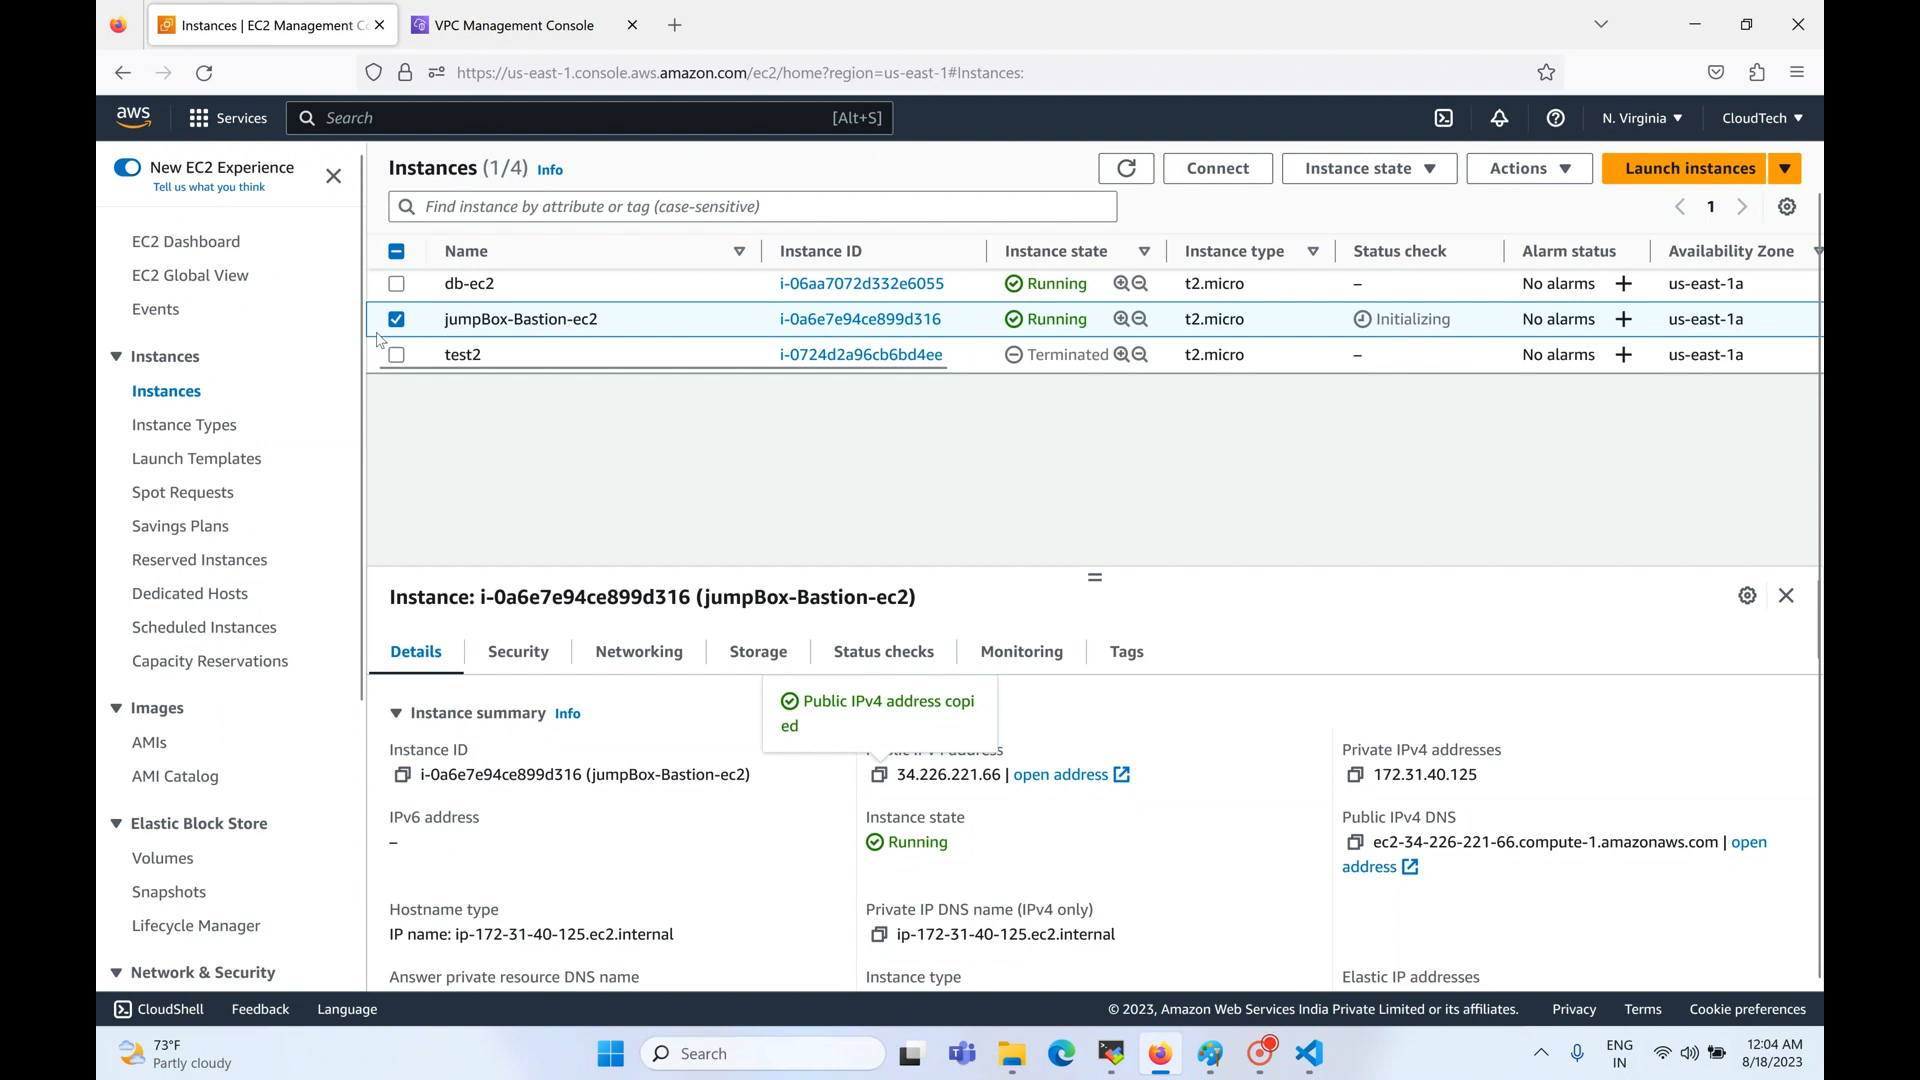 Instances | EC2 Management Co
VPC Management Console
https://us-east-1.console.aws.amazon.com/ec2/home?region=us-east-1#Instances:
aws
Services
Search
[Alt+S]
N. Virginia
CloudTech
New EC2 Experience
Tell us what you think
EC2 Dashboard
EC2 Global View
Events
Instances
Instances
Instance Types
Launch Templates
Spot Requests
Savings Plans
Reserved Instances
Dedicated Hosts
Scheduled Instances
Capacity Reservations
Images
AMIs
AMI Catalog
Elastic Block Store
Volumes
Snapshots
Lifecycle Manager
Network & Security
Instances (1/4) Info
Connect
Instance state
Actions
Launch instances
Find instance by attribute or tag (case-sensitive)
1
Name Instance ID Instance state Instance type Status check Alarm status Availability Zone
db-ec2 i-06aa7072d332e6055 Running t2.micro – No alarms + us-east-1a
jumpBox-Bastion-ec2 i-0a6e7e94ce899d316 Running t2.micro Initializing No alarms + us-east-1a
test2 i-0724d2a96cb6bd4ee Terminated t2.micro – No alarms + us-east-1a
Instance: i-0a6e7e94ce899d316 (jumpBox-Bastion-ec2)
Details Security Networking Storage Status checks Monitoring Tags
Public IPv4 address copi
ed
Instance summary Info
Instance ID
i-0a6e7e94ce899d316 (jumpBox-Bastion-ec2)
34.226.221.66 | open address
Private IPv4 addresses
172.31.40.125
IPv6 address
–
Instance state
Running
Public IPv4 DNS
ec2-34-226-221-66.compute-1.amazonaws.com | open
address
Hostname type
IP name: ip-172-31-40-125.ec2.internal
Private IP DNS name (IPv4 only)
ip-172-31-40-125.ec2.internal
Answer private resource DNS name
Instance type
Elastic IP addresses
CloudShell
Feedback
Language
© 2023, Amazon Web Services India Private Limited or its affiliates.
Privacy
Terms
Cookie preferences
73°F
Partly cloudy
Search
ENG
IN
12:04 AM
8/18/2023